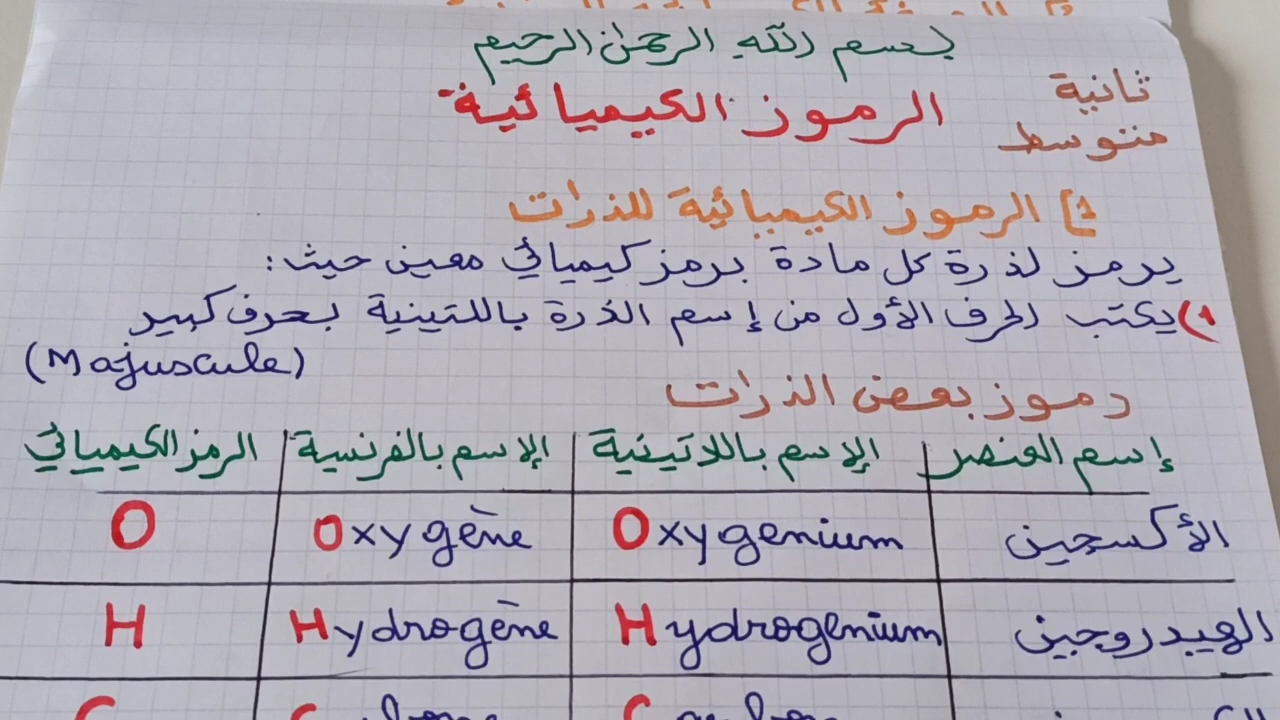 بسم الله الرحمن الرحيم
ثانية
متوسط
الرموز الكيميائية
1] الرموز الكيميائية للذرات
يرمز لذرة كل مادة برمز كيميائي معين حيث:
1) يكتب الحرف الأول من إسم الذرة باللتينية بحرف كبير
(Majuscule)
رموز بعض الذرات
إسم العنصر الإسم باللاتينية الإسم بالفرنسية الرمز الكيميائي
الأكسجين Oxygenium Oxygène O
الهيدروجين Hydrogenium Hydrogène H